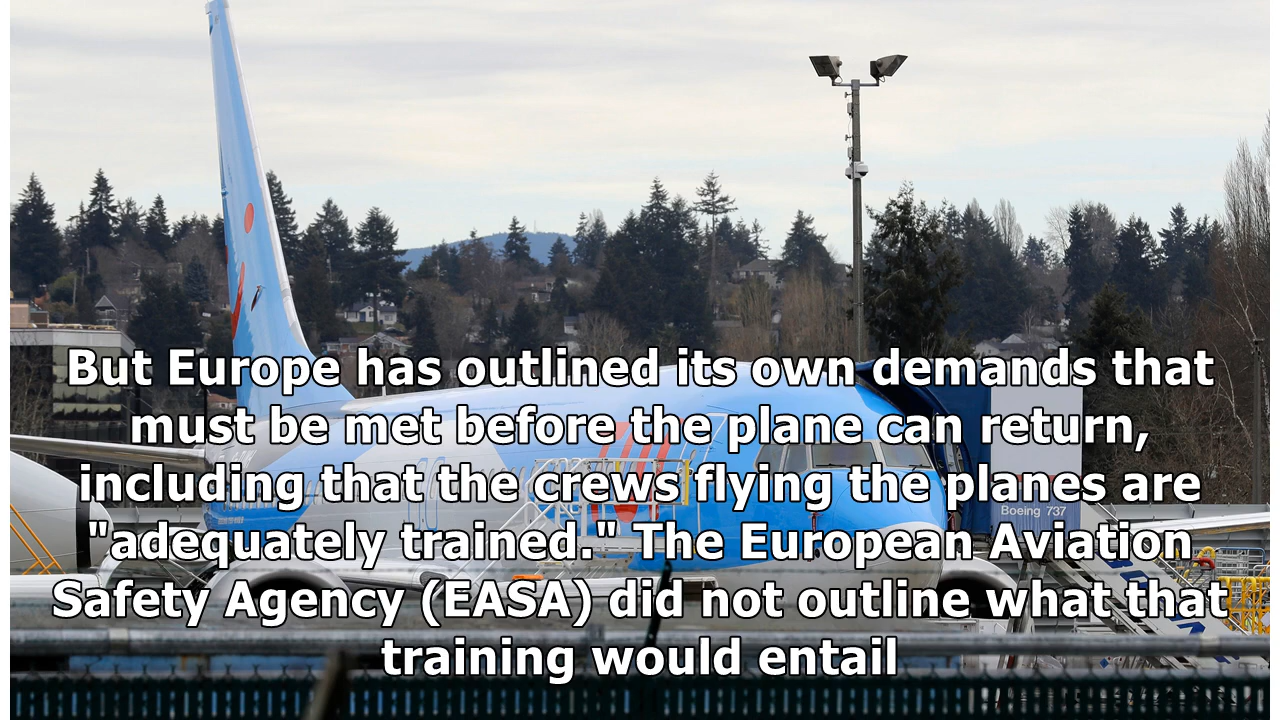 But Europe has outlined its own demands that
must be met before the plane can return,
including that the crews flying the planes are
"adequately trained." The European Aviation
Safety Agency (EASA) did not outline what that
training would entail
Boeing 737